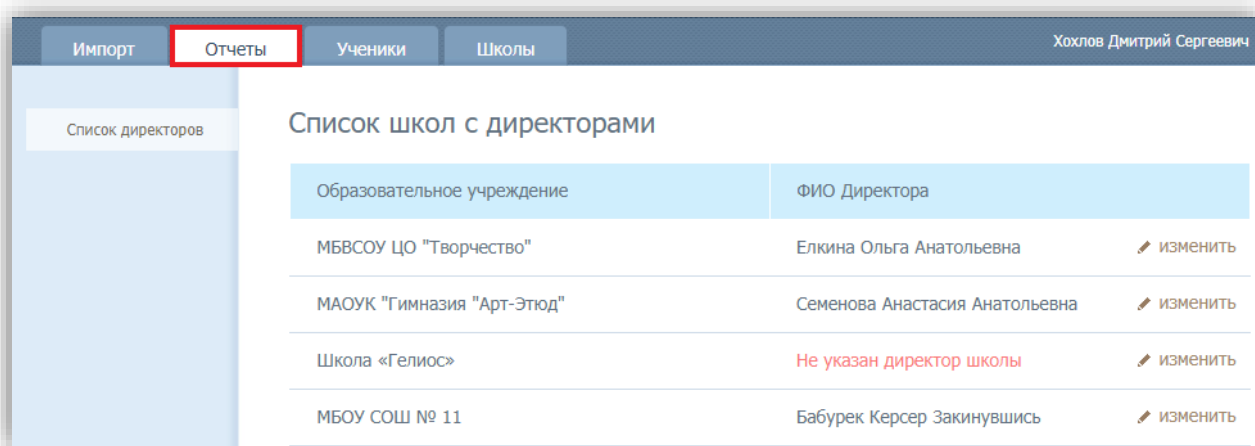 Импорт Отчеты Ученики Школы Хохлов Дмитрий Сергеевич
Список директоров
Список школ с директорами
Образовательное учреждение ФИО Директора
МБВСОУ ЦО "Творчество" Елкина Ольга Анатольевна изменить
МАОУК "Гимназия "Арт-Этюд" Семенова Анастасия Анатольевна изменить
Школа «Гелиос» Не указан директор школы изменить
МБОУ СОШ № 11 Бабурек Керсер Закинувшись изменить